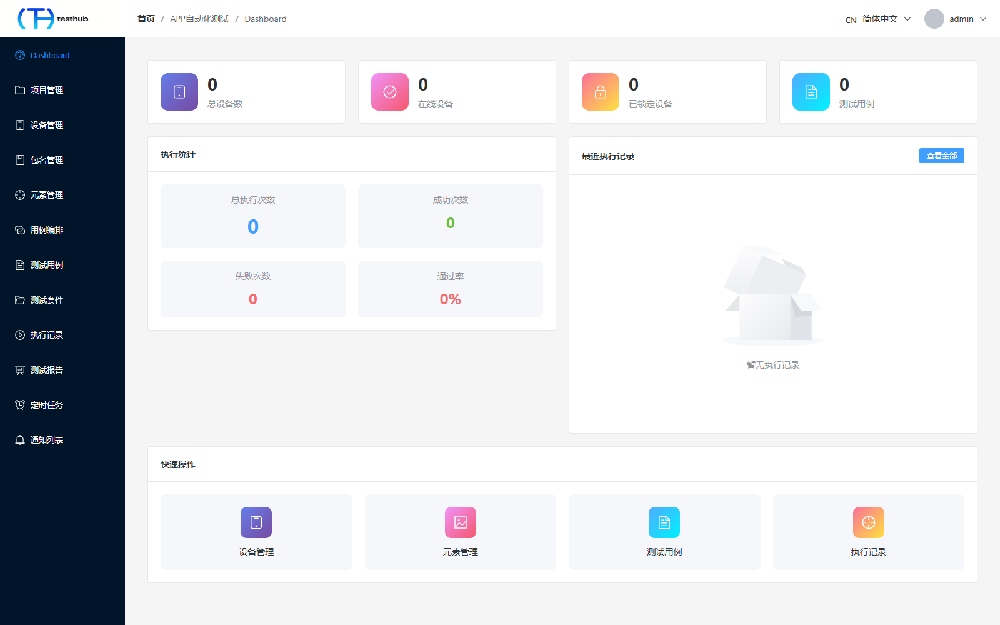 testhub
首页 / APP自动化测试 / Dashboard
CN 简体中文
admin
Dashboard
项目管理
设备管理
包名管理
元素管理
用例编排
测试用例
测试套件
执行记录
测试报告
定时任务
通知列表
0
总设备数
0
在线设备
0
已锁定设备
0
测试用例
执行统计
总执行次数
0
成功次数
0
失败次数
0
通过率
0%
最近执行记录
查看全部
暂无执行记录
快速操作
设备管理
元素管理
测试用例
执行记录